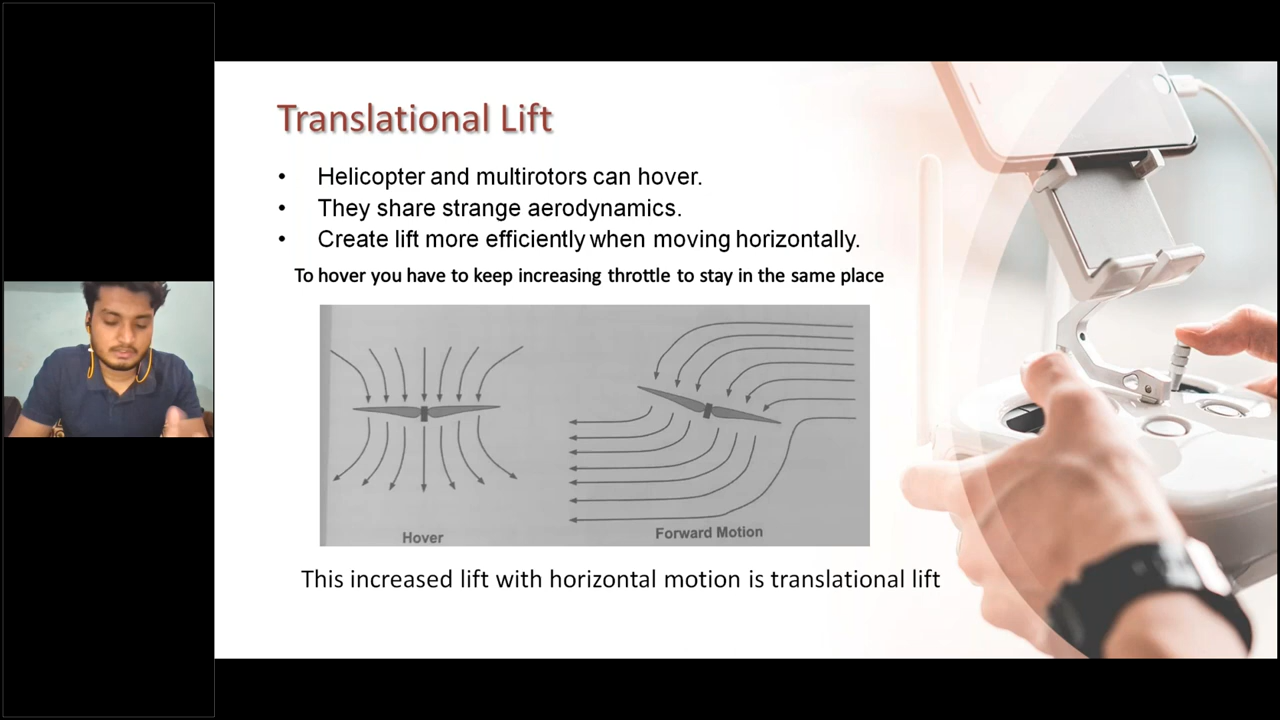 Translational Lift
• Helicopter and multirotors can hover.
• They share strange aerodynamics.
• Create lift more efficiently when moving horizontally.
To hover you have to keep increasing throttle to stay in the same place
Hover
Forward Motion
This increased lift with horizontal motion is translational lift